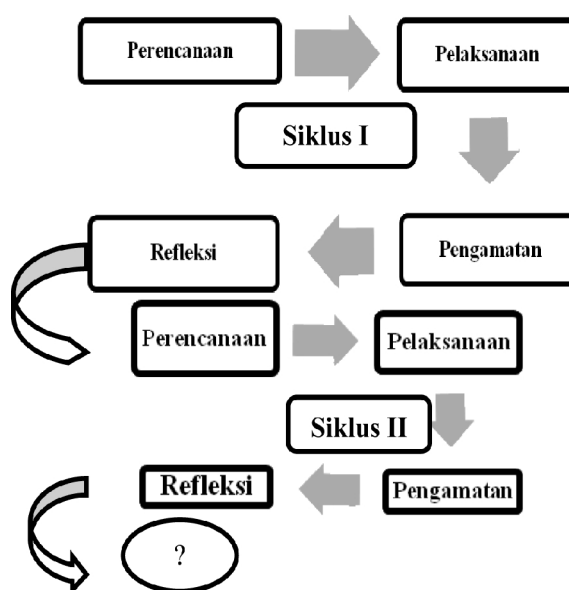 Perencanaan
Pelaksanaan
Siklus I
Refleksi
Pengamatan
Perencanaan
Pelaksanaan
Siklus II
Refleksi
Pengamatan
?